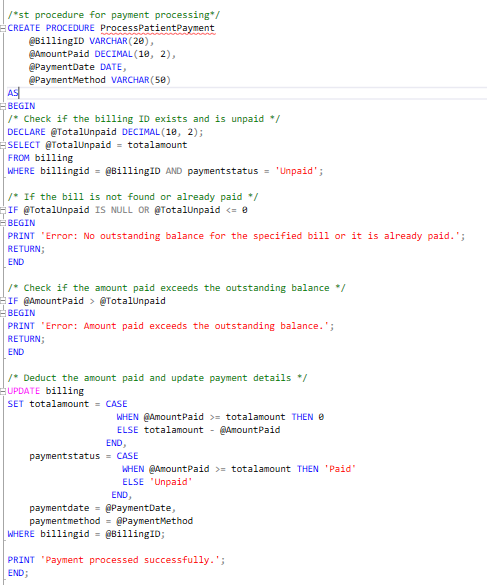 /*st procedure for payment processing*/
CREATE PROCEDURE ProcessPatientPayment
@BillingID VARCHAR(20),
@AmountPaid DECIMAL(10, 2),
@PaymentDate DATE,
@PaymentMethod VARCHAR(50)
AS
BEGIN
/* Check if the billing ID exists and is unpaid */
DECLARE @TotalUnpaid DECIMAL(10, 2);
SELECT @TotalUnpaid = totalamount
FROM billing
WHERE billingid = @BillingID AND paymentstatus = 'Unpaid';
/* If the bill is not found or already paid */
IF @TotalUnpaid IS NULL OR @TotalUnpaid <= 0
BEGIN
PRINT 'Error: No outstanding balance for the specified bill or it is already paid.';
RETURN;
END
/* Check if the amount paid exceeds the outstanding balance */
IF @AmountPaid > @TotalUnpaid
BEGIN
PRINT 'Error: Amount paid exceeds the outstanding balance.';
RETURN;
END
/* Deduct the amount paid and update payment details */
UPDATE billing
SET totalamount = CASE
WHEN @AmountPaid >= totalamount THEN 0
ELSE totalamount - @AmountPaid
END,
paymentstatus = CASE
WHEN @AmountPaid >= totalamount THEN 'Paid'
ELSE 'Unpaid'
END,
paymentdate = @PaymentDate,
paymentmethod = @PaymentMethod
WHERE billingid = @BillingID;
PRINT 'Payment processed successfully.';
END;